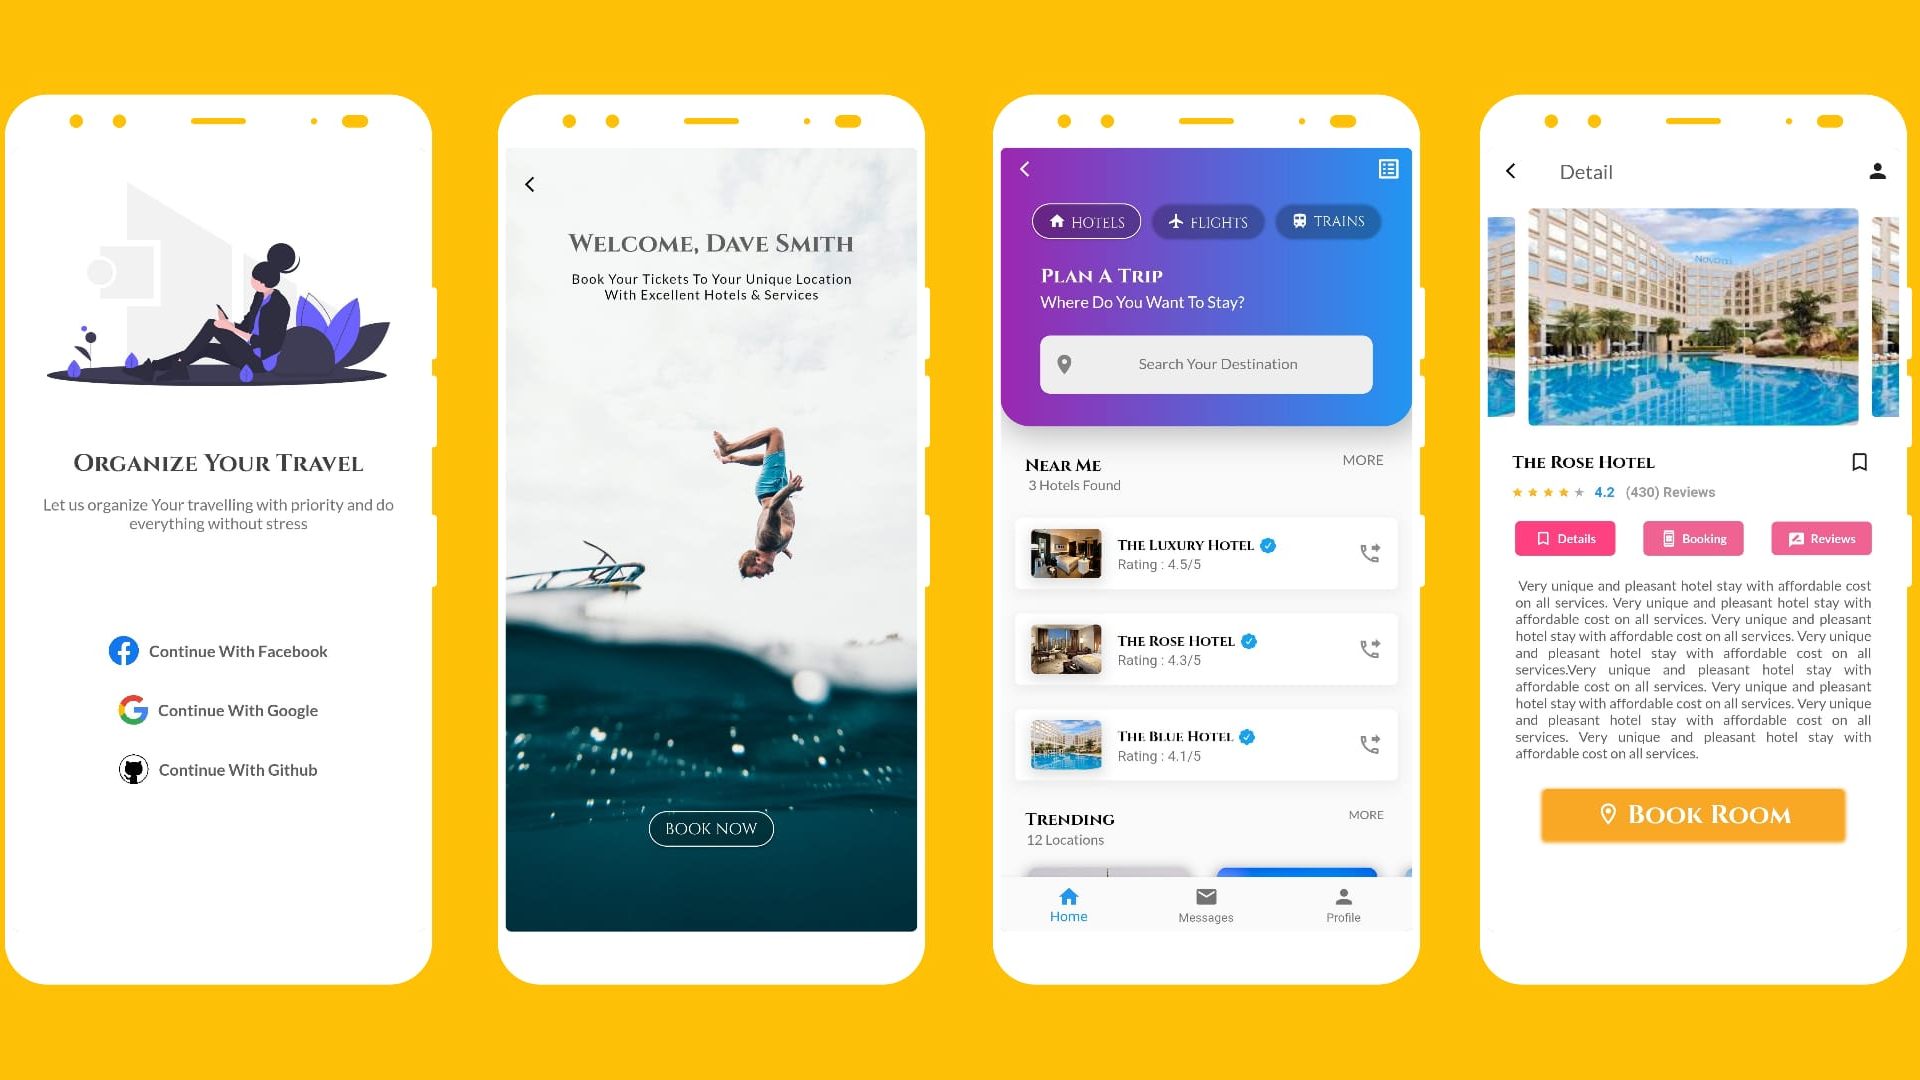 Organize Your Travel
Let us organize Your travelling with priority and do
everything without stress
Continue With Facebook
Continue With Google
Continue With Github
Welcome, Dave Smith
Book Your Tickets To Your Unique Location
With Excellent Hotels & Services
BOOK NOW
HOTELS
FLIGHTS
TRAINS
Plan A Trip
Where Do You Want To Stay?
Search Your Destination
Near Me
MORE
3 Hotels Found
The Luxury Hotel
Rating : 4.5/5
The Rose Hotel
Rating : 4.3/5
The Blue Hotel
Rating : 4.1/5
Trending
MORE
12 Locations
Home
Messages
Profile
Detail
The Rose Hotel
4.2 (430) Reviews
Details
Booking
Reviews
Very unique and pleasant hotel stay with affordable cost
on all services. Very unique and pleasant hotel stay with
affordable cost on all services. Very unique and pleasant
hotel stay with affordable cost on all services. Very unique
and pleasant hotel stay with affordable cost on all
services.Very unique and pleasant hotel stay with
affordable cost on all services. Very unique and pleasant
hotel stay with affordable cost on all services. Very unique
and pleasant hotel stay with affordable cost on all
services. Very unique and pleasant hotel stay with
affordable cost on all services.
Book Room